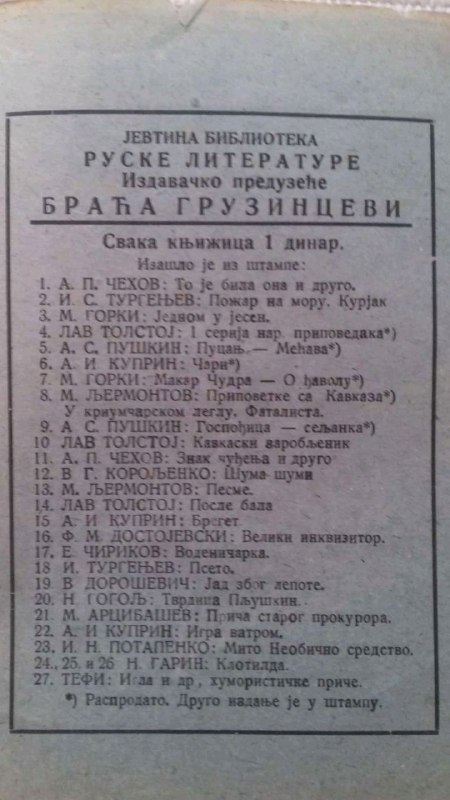 ЈЕВТИНА БИБЛИОТЕКА
РУСКЕ ЛИТЕРАТУРЕ
Издавачко предузеће
БРАЋА ГРУЗИНЦЕВИ
Свака књижица 1 динар.
Изашло је из штампе:
1. А. П. ЧЕХОВ: То је била она и друго.
2. И. С. ТУРГЕЊЕВ: Пожар на мору. Курјак
3. М. ГОРКИ: Једном у јесен.
4. ЛАВ ТОЛСТОЈ: 1 серија нар. приповедака*)
5. А. С. ПУШКИН: Пуцањ — Мећава*)
6. А. И. КУПРИН: Чари*)
7. М. ГОРКИ: Макар Чудра — О ђаволу*)
8. М. ЉЕРМОНТОВ: Приповетке са Кавказа*)
У криумчарском леглу. Фаталиста.
9. А С. ПУШКИН: Госпођица — сељанка*)
10 ЛАВ ТОЛСТОЈ: Кавкаски заробљеник
11. А. П. ЧЕХОВ: Знак чуђења и друго
12. В Г. КОРОЉЕНКО: Шума шуми
13. М. ЉЕРМОНТОВ: Песме.
14. ЛАВ ТОЛСТОЈ: После бала
15 А. И КУПРИН: Брегет
16. Ф. М. ДОСТОЈЕВСКИ: Велики инквизитор.
17. Е. ЧИРИКОВ: Воденичарка.
18 И. ТУРГЕЊЕВ: Псето.
19. В ДОРОШЕВИЧ: Јад због лепоте.
20. Н. ГОГОЉ: Тврдица Пљушкин.
21 М. АРЦИБАШЕВ: Прича старог прокурора.
22. А. И КУПРИН: Игра ватром.
23. И. Н. ПОТАПЕНКО: Мито Необично средство.
24., 25. и 26 Н. ГАРИН: Клотилда.
27. ТЕФИ: Игла и др , хумористичке приче.
*) Распродато. Друго издање је у штампу.